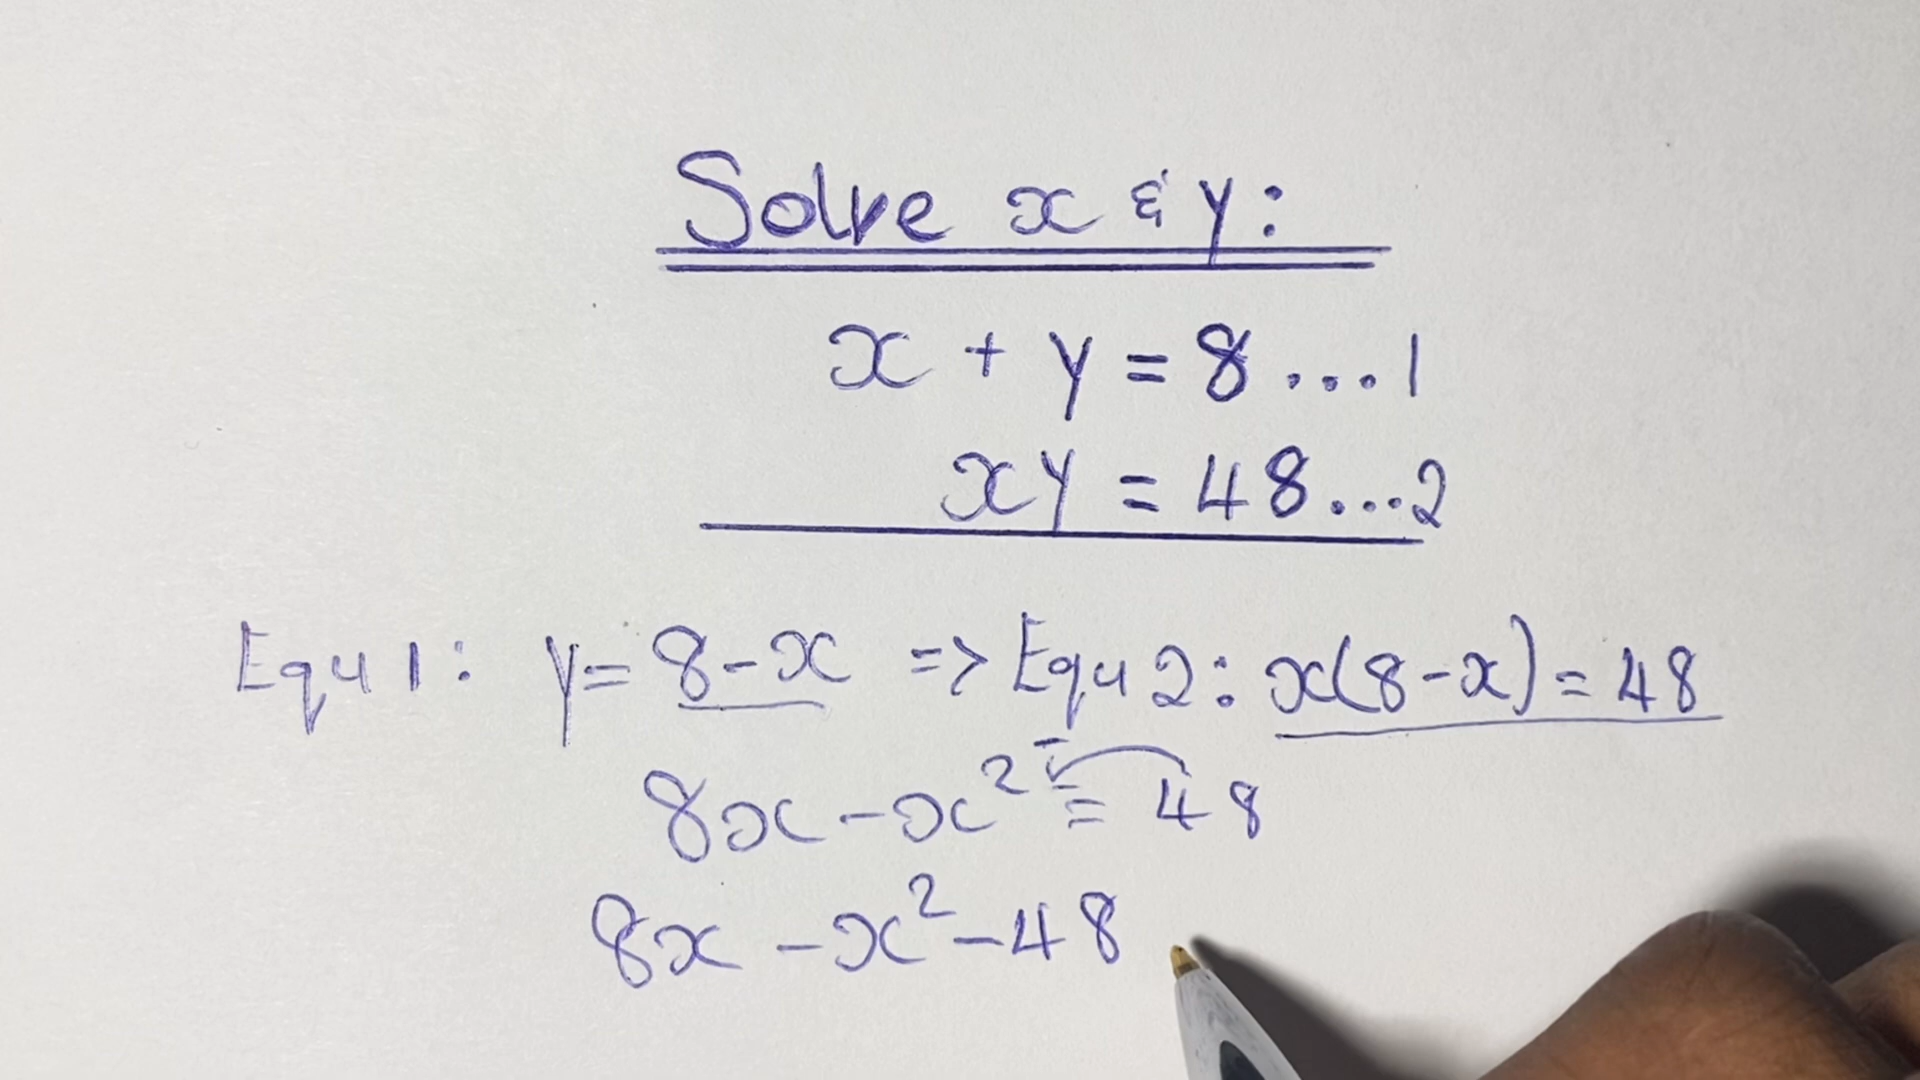 Solve x & y:
x + y = 8 ... 1
xy = 48 ... 2
Equ 1: y = 8 - x => Equ 2: x(8 - x) = 48
8x - x² = 48
8x - x² - 48